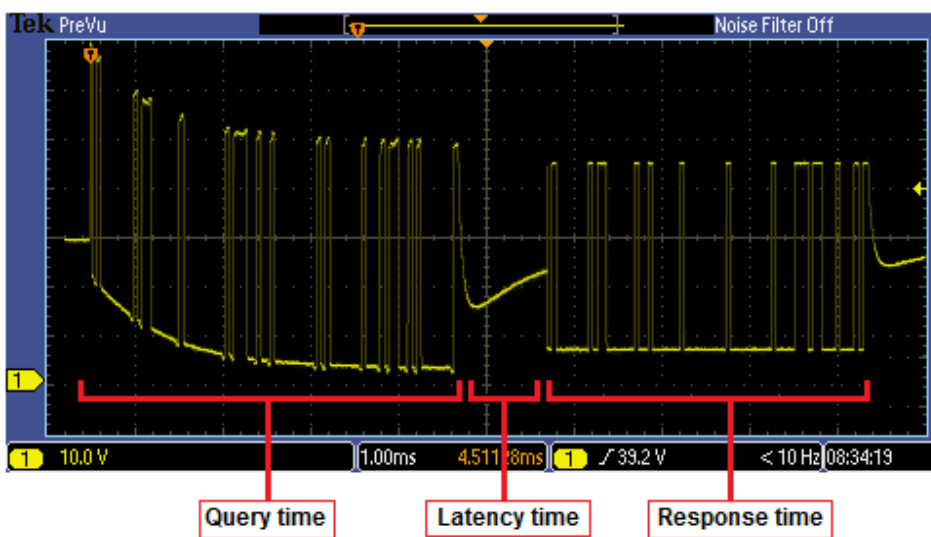 Tek PreVu Noise Filter Off
T
T
1
1 10.0 V 1.00ms 4.51128ms 1 39.2 V < 10 Hz 08:34:19
Query time Latency time Response time